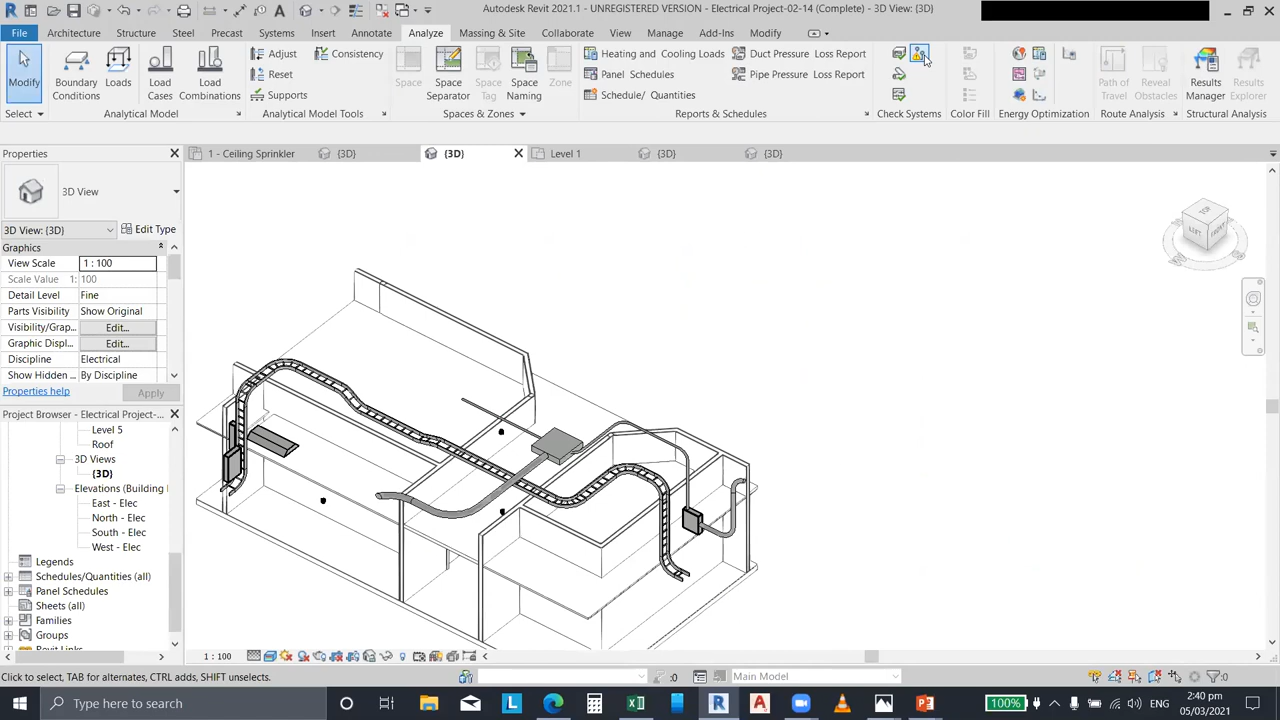 Autodesk Revit 2021.1 - UNREGISTERED VERSION - Electrical Project-02-14 (Complete) - 3D View: {3D}
File Architecture Structure Steel Precast Systems Insert Annotate Analyze Massing & Site Collaborate View Manage Add-Ins Modify
Modify
Boundary Conditions
Loads
Load Cases
Load Combinations
Adjust
Reset
Supports
Consistency
Space
Space Separator
Space Tag
Space Naming
Zone
Heating and Cooling Loads
Panel Schedules
Schedule/ Quantities
Duct Pressure Loss Report
Pipe Pressure Loss Report
Path of Travel
Reveal Obstacles
Results Manager
Results Explorer
Select Analytical Model Analytical Model Tools Spaces & Zones Reports & Schedules Check Systems Color Fill Energy Optimization Route Analysis Structural Analysis
Properties
1 - Ceiling Sprinkler {3D} {3D} Level 1 {3D} {3D}
3D View
3D View: {3D} Edit Type
Graphics
View Scale 1 : 100
Scale Value 1: 100
Detail Level Fine
Parts Visibility Show Original
Visibility/Grap... Edit...
Graphic Displ... Edit...
Discipline Electrical
Show Hidden ... By Discipline
Properties help Apply
Project Browser - Electrical Project-...
Level 5
Roof
3D Views
{3D}
Elevations (Building
East - Elec
North - Elec
South - Elec
West - Elec
Legends
Schedules/Quantities (all)
Panel Schedules
Sheets (all)
Families
Groups
Revit Links
TOP
LEFT
FRONT
1 : 100
Click to select, TAB for alternates, CTRL adds, SHIFT unselects.
:0
Main Model
:0
Type here to search
100%
ENG
2:40 pm
05/03/2021